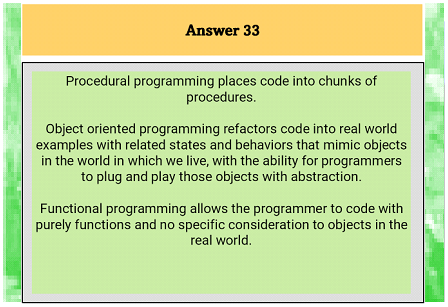 Answer 33
Procedural programming places code into chunks of
procedures.
Object oriented programming refactors code into real world
examples with related states and behaviors that mimic objects
in the world in which we live, with the ability for programmers
to plug and play those objects with abstraction.
Functional programming allows the programmer to code with
purely functions and no specific consideration to objects in the
real world.